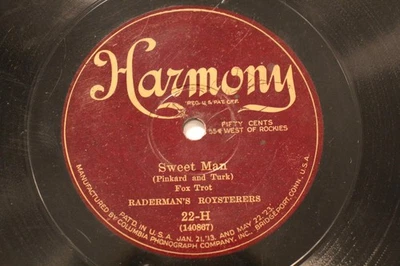 Harmony
REG. U.S. PAT. OFF.
FIFTY CENTS
55¢ WEST OF ROCKIES
Sweet Man
(Pinkard and Turk)
Fox Trot
RADERMAN'S ROYSTERERS
22-H
(140867)
PAT'D. IN U.S.A. JAN. 21,'13. AND MAY 22,'23.
MANUFACTURED BY COLUMBIA PHONOGRAPH COMPANY, INC., BRIDGEPORT, CONN., U.S.A.